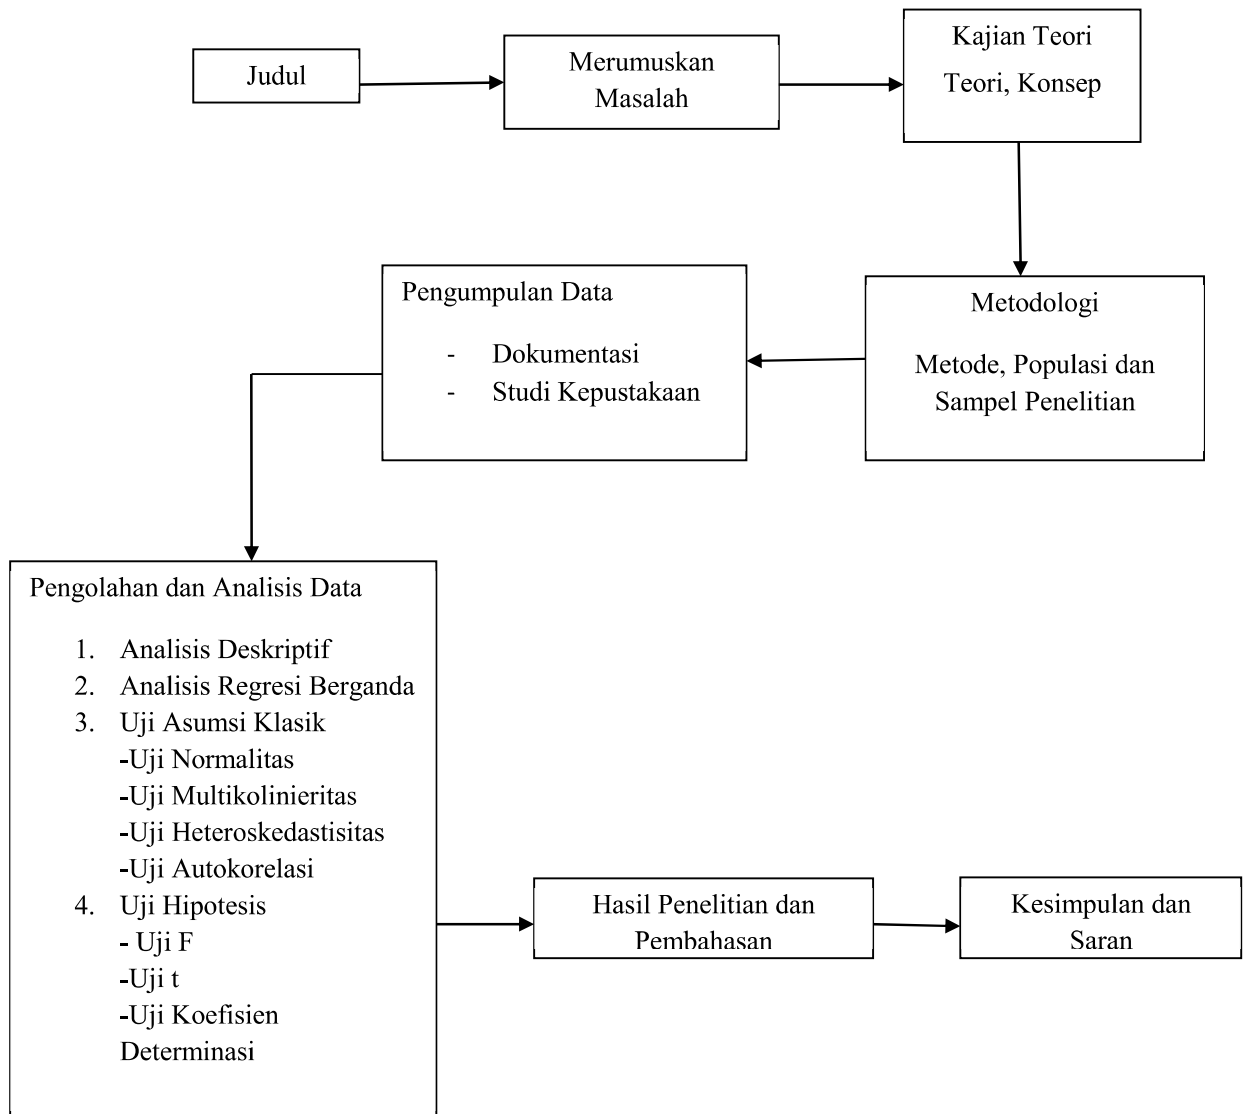 Judul
Merumuskan
Masalah
Kajian Teori
Teori, Konsep
Metodologi
Metode, Populasi dan
Sampel Penelitian
Pengumpulan Data
- Dokumentasi
- Studi Kepustakaan
Pengolahan dan Analisis Data
1. Analisis Deskriptif
2. Analisis Regresi Berganda
3. Uji Asumsi Klasik
-Uji Normalitas
-Uji Multikolinieritas
-Uji Heteroskedastisitas
-Uji Autokorelasi
4. Uji Hipotesis
- Uji F
-Uji t
-Uji Koefisien
Determinasi
Hasil Penelitian dan
Pembahasan
Kesimpulan dan
Saran